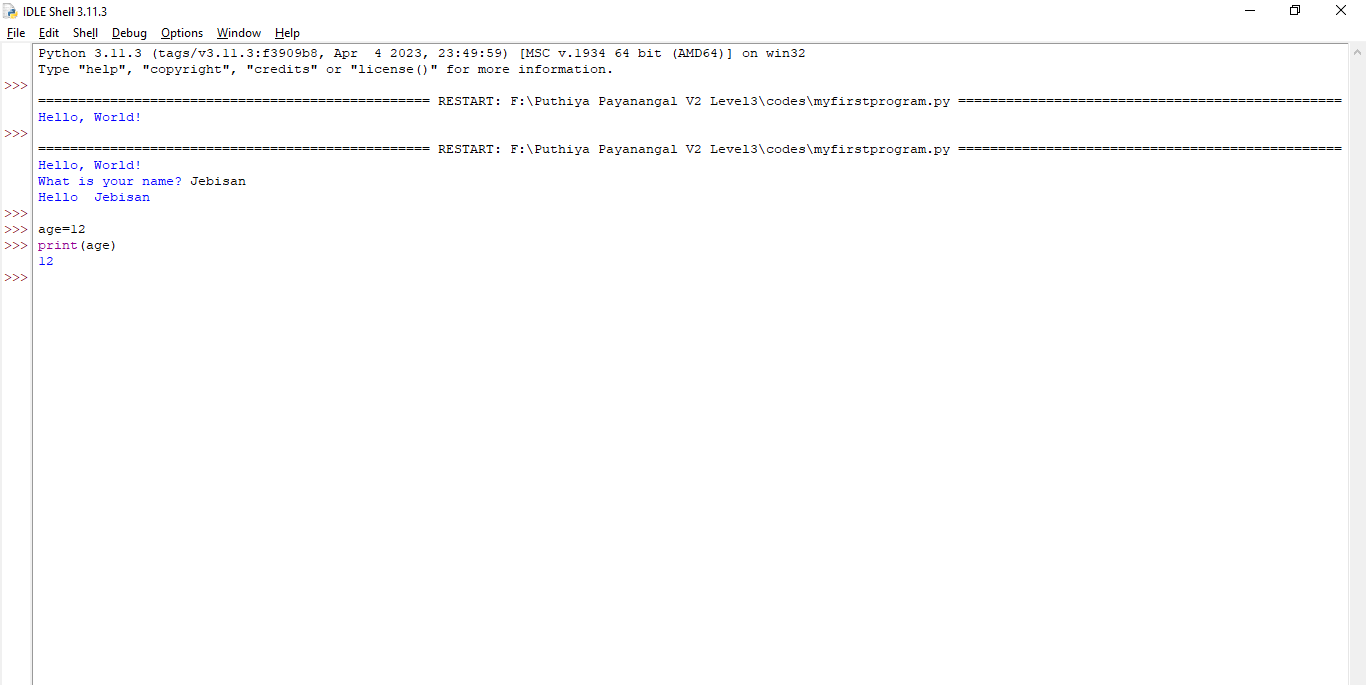 IDLE Shell 3.11.3
File Edit Shell Debug Options Window Help
Python 3.11.3 (tags/v3.11.3:f3909b8, Apr  4 2023, 23:49:59) [MSC v.1934 64 bit (AMD64)] on win32
Type "help", "copyright", "credits" or "license()" for more information.
>>>
================================================= RESTART: F:\Puthiya Payanangal V2 Level3\codes\myfirstprogram.py ================================================
Hello, World!
>>>
================================================= RESTART: F:\Puthiya Payanangal V2 Level3\codes\myfirstprogram.py ================================================
Hello, World!
What is your name? Jebisan
Hello  Jebisan
>>>
>>> age=12
>>> print(age)
12
>>>